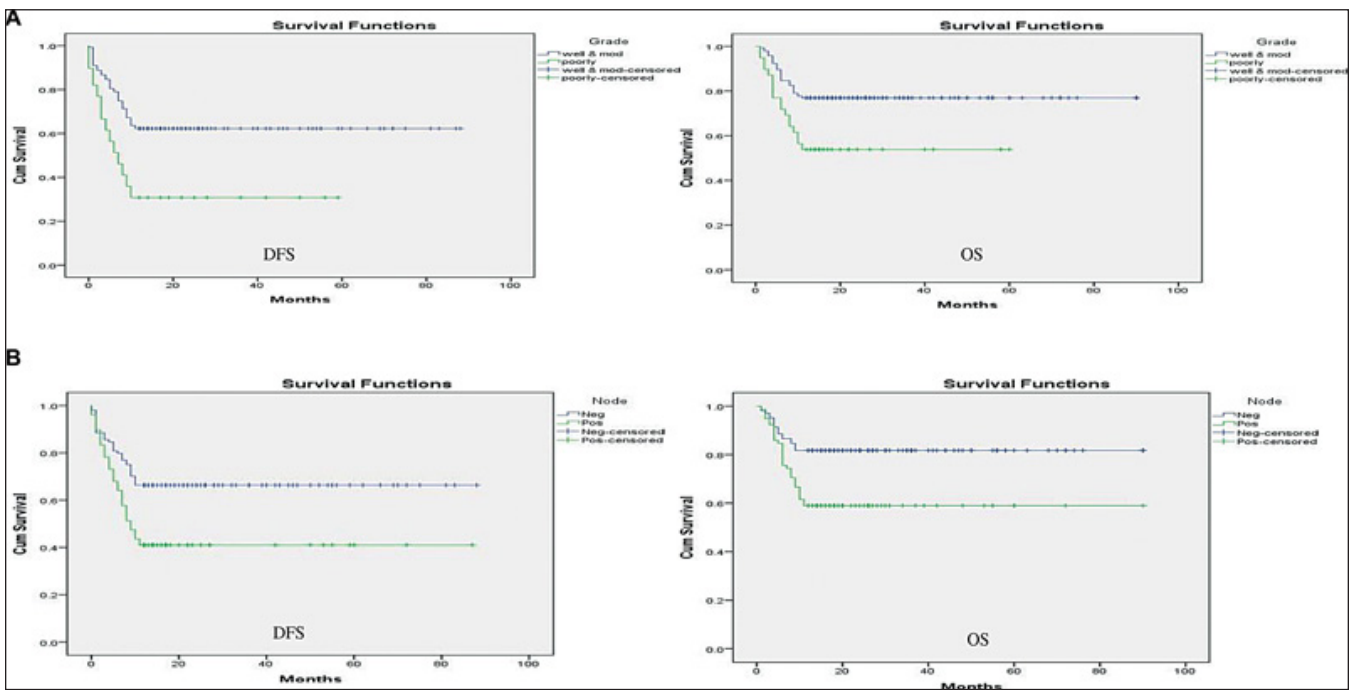 A
Survival Functions
Grade
well & mod
poorly
well & mod-censored
poorly-censored
1.0
0.8
0.6
0.4
0.2
0.0
Cum Survival
DFS
0 20 40 60 80 100
Months
Survival Functions
Grade
well & mod
poorly
well & mod-censored
poorly-censored
1.0
0.8
0.6
0.4
0.2
0.0
Cum Survival
OS
0 20 40 60 80 100
Months
B
Survival Functions
Node
Neg
Pos
Neg-censored
Pos-censored
1.0
0.8
0.6
0.4
0.2
0.0
Cum Survival
DFS
0 20 40 60 80 100
Months
Survival Functions
Node
Neg
Pos
Neg-censored
Pos-censored
1.0
0.8
0.6
0.4
0.2
0.0
Cum Survival
OS
0 20 40 60 80 100
Months